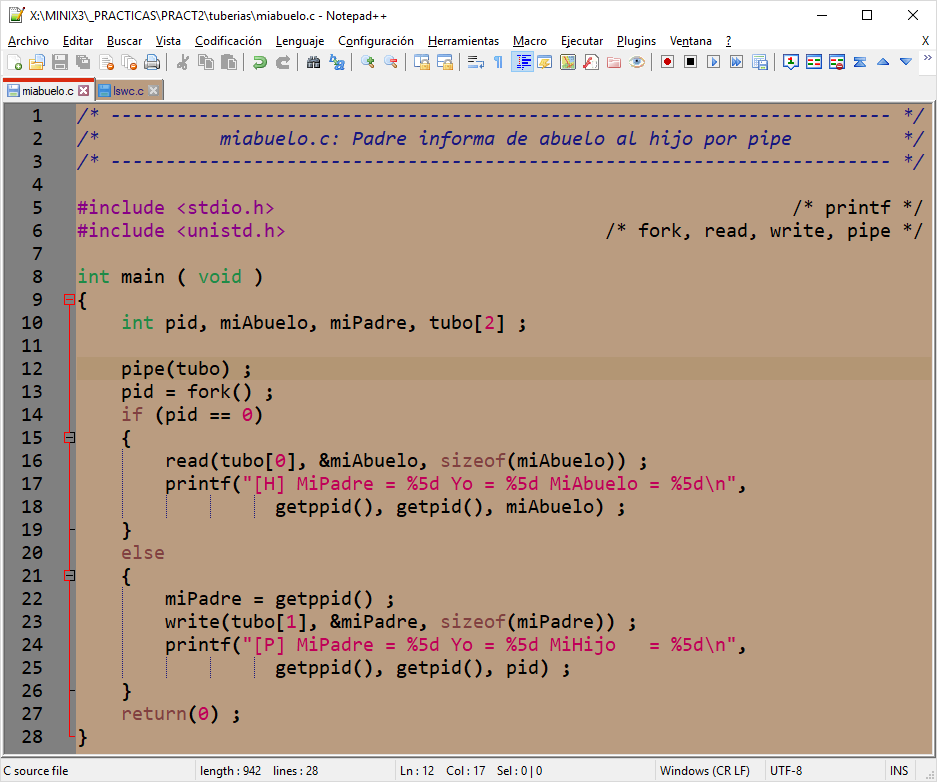 X:\MINIX3\_PRACTICAS\PRACT2\tuberias\miabuelo.c - Notepad++
Archivo Editar Buscar Vista Codificación Lenguaje Configuración Herramientas Macro Ejecutar Plugins Ventana ? X
miabuelo.c lswc.c
1 /* ----------------------------------------------------------------------- */
2 /* miabuelo.c: Padre informa de abuelo al hijo por pipe */
3 /* ----------------------------------------------------------------------- */
4
5 #include <stdio.h> /* printf */
6 #include <unistd.h> /* fork, read, write, pipe */
7
8 int main ( void )
9 {
10 int pid, miAbuelo, miPadre, tubo[2] ;
11
12 pipe(tubo) ;
13 pid = fork() ;
14 if (pid == 0)
15 {
16 read(tubo[0], &miAbuelo, sizeof(miAbuelo)) ;
17 printf("[H] MiPadre = %5d Yo = %5d MiAbuelo = %5d\n",
18 getppid(), getpid(), miAbuelo) ;
19 }
20 else
21 {
22 miPadre = getppid() ;
23 write(tubo[1], &miPadre, sizeof(miPadre)) ;
24 printf("[P] MiPadre = %5d Yo = %5d MiHijo   = %5d\n",
25 getppid(), getpid(), pid) ;
26 }
27 return(0) ;
28 }
C source file length : 942 lines : 28 Ln : 12 Col : 17 Sel : 0 | 0 Windows (CR LF) UTF-8 INS